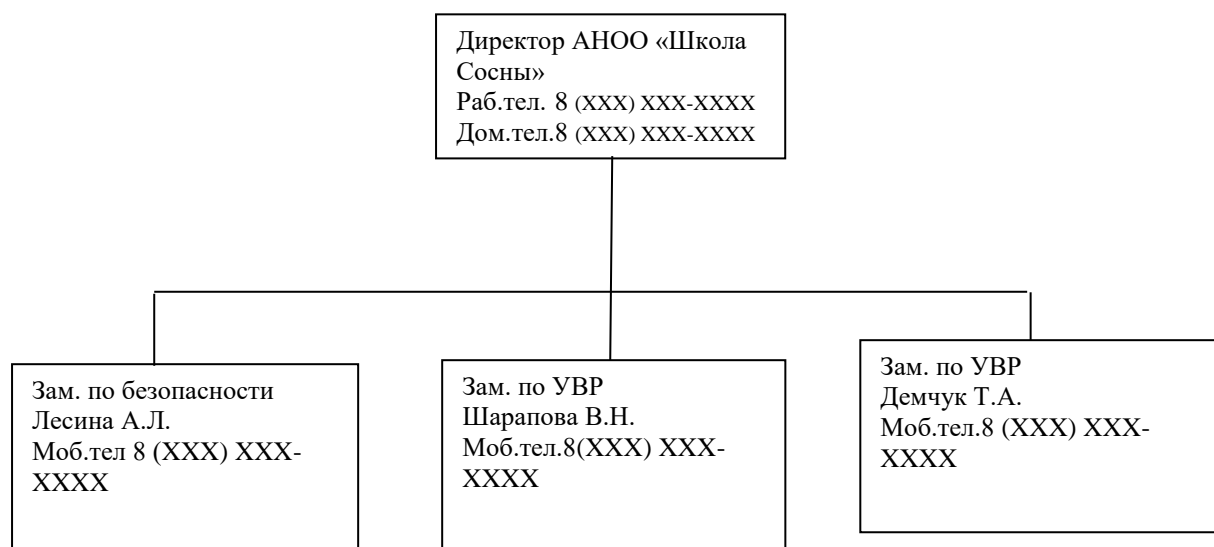 Директор АНОО «Школа
Сосны»
Раб.тел. 8 (XXX) XXX-XXXX
Дом.тел.8 (XXX) XXX-XXXX
Зам. по безопасности
Лесина А.Л.
Моб.тел 8 (XXX) XXX-
XXXX
Зам. по УВР
Шарапова В.Н.
Моб.тел.8(XXX) XXX-
XXXX
Зам. по УВР
Демчук Т.А.
Моб.тел.8 (XXX) XXX-
XXXX